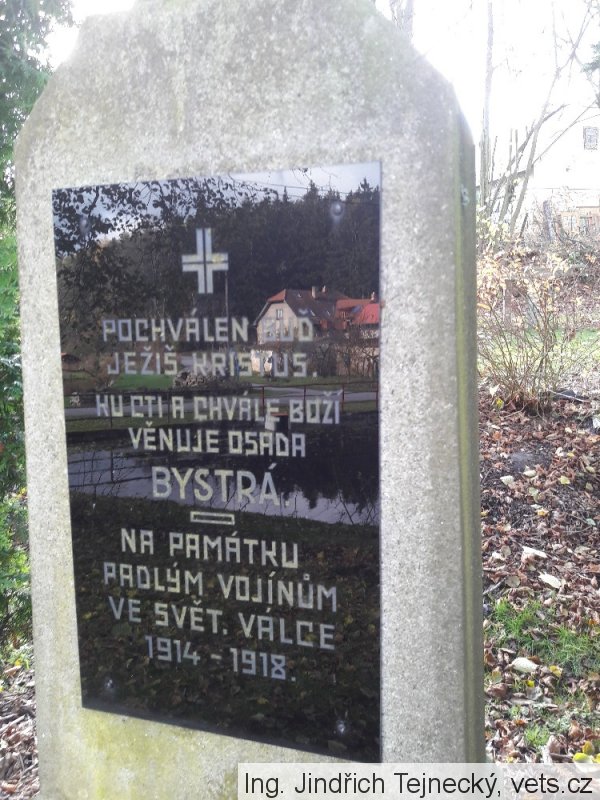 POCHVÁLEN BUĎ
JEŽIŠ KRISTUS.
KU CTI A CHVÁLE BOŽÍ
VĚNUJE OSADA
BYSTRÁ.
NA PAMÁTKU
PADLÝM VOJÍNŮM
VE SVĚT. VÁLCE
1914 - 1918.
Ing. Jindřich Tejnecký, vets.cz